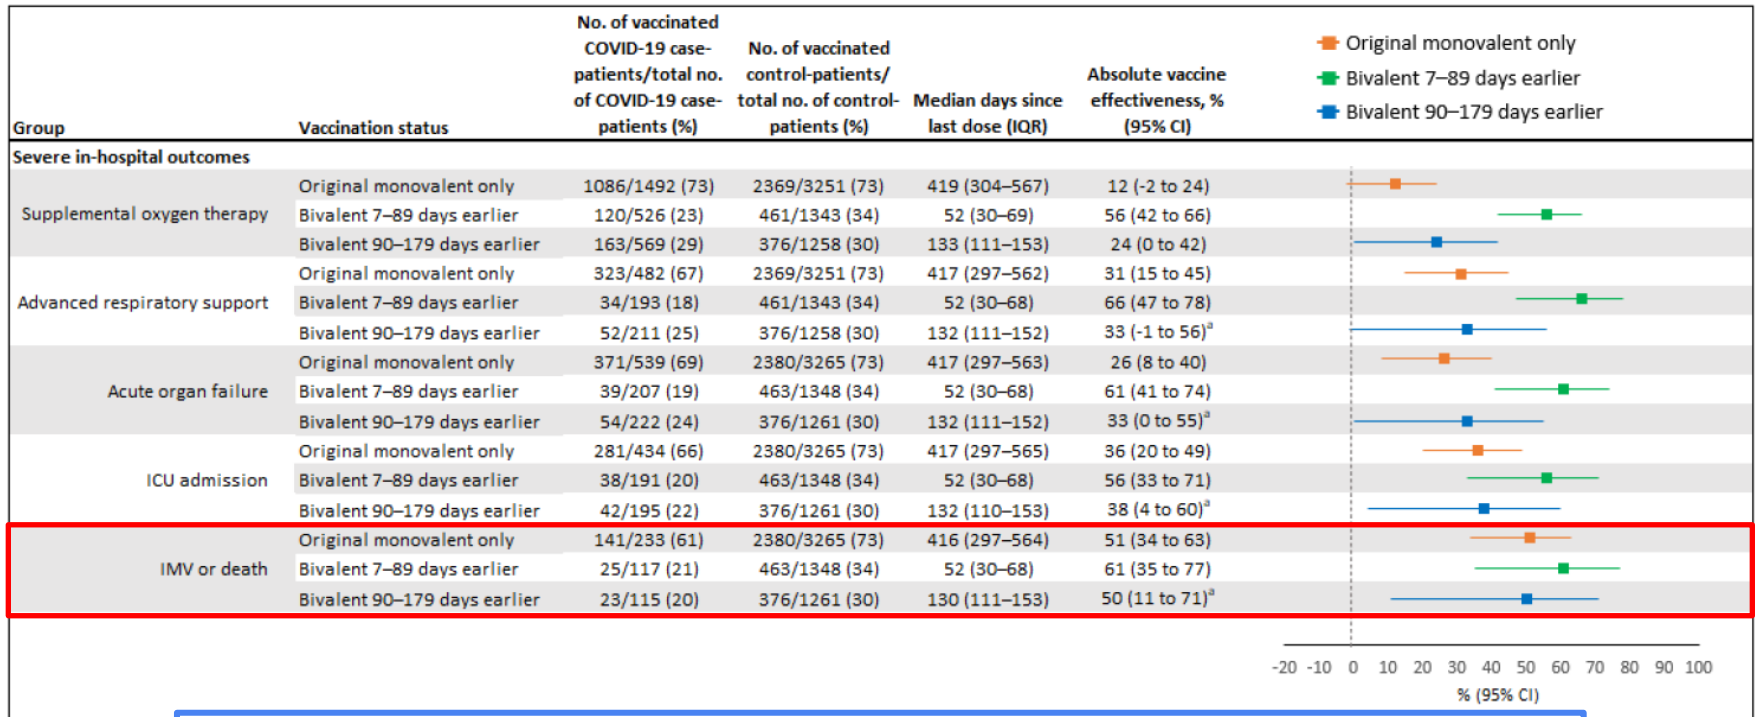 No. of vaccinated COVID-19 case-patients/total no. of COVID-19 case-patients (%)
No. of vaccinated control-patients/ total no. of control-patients (%)
Median days since last dose (IQR)
Absolute vaccine effectiveness, % (95% CI)
Group
Vaccination status
Original monovalent only
Bivalent 7–89 days earlier
Bivalent 90–179 days earlier
Severe in-hospital outcomes
Supplemental oxygen therapy
Original monovalent only 1086/1492 (73) 2369/3251 (73) 419 (304–567) 12 (-2 to 24)
Bivalent 7–89 days earlier 120/526 (23) 461/1343 (34) 52 (30–69) 56 (42 to 66)
Bivalent 90–179 days earlier 163/569 (29) 376/1258 (30) 133 (111–153) 24 (0 to 42)
Advanced respiratory support
Original monovalent only 323/482 (67) 2369/3251 (73) 417 (297–562) 31 (15 to 45)
Bivalent 7–89 days earlier 34/193 (18) 461/1343 (34) 52 (30–68) 66 (47 to 78)
Bivalent 90–179 days earlier 52/211 (25) 376/1258 (30) 132 (111–152) 33 (-1 to 56)ª
Acute organ failure
Original monovalent only 371/539 (69) 2380/3265 (73) 417 (297–563) 26 (8 to 40)
Bivalent 7–89 days earlier 39/207 (19) 463/1348 (34) 52 (30–68) 61 (41 to 74)
Bivalent 90–179 days earlier 54/222 (24) 376/1261 (30) 132 (111–152) 33 (0 to 55)ª
ICU admission
Original monovalent only 281/434 (66) 2380/3265 (73) 417 (297–565) 36 (20 to 49)
Bivalent 7–89 days earlier 38/191 (20) 463/1348 (34) 52 (30–68) 56 (33 to 71)
Bivalent 90–179 days earlier 42/195 (22) 376/1261 (30) 132 (110–153) 38 (4 to 60)ª
IMV or death
Original monovalent only 141/233 (61) 2380/3265 (73) 416 (297–564) 51 (34 to 63)
Bivalent 7–89 days earlier 25/117 (21) 463/1348 (34) 52 (30–68) 61 (35 to 77)
Bivalent 90–179 days earlier 23/115 (20) 376/1261 (30) 130 (111–153) 50 (11 to 71)ª
-20 -10 0 10 20 30 40 50 60 70 80 90 100
% (95% CI)